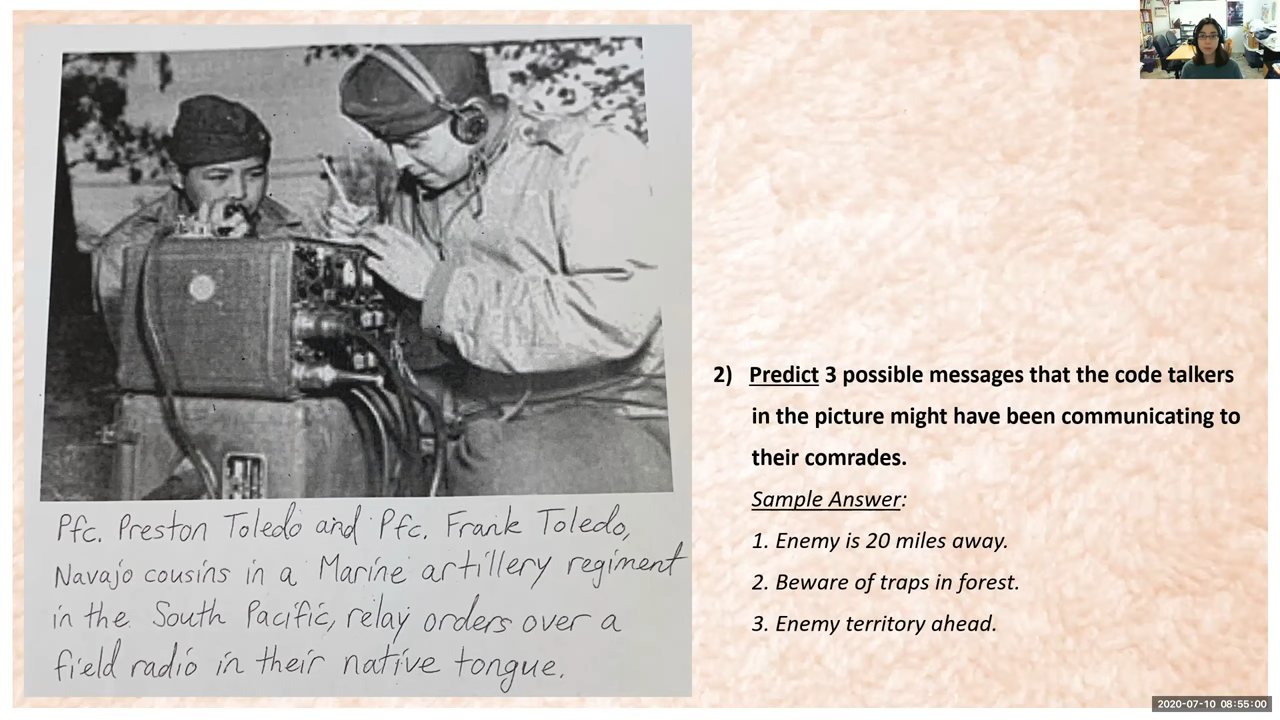 Pfc. Preston Toledo and Pfc. Frank Toledo,
Navajo cousins in a Marine artillery regiment
in the South Pacific, relay orders over a
field radio in their native tongue.
2) Predict 3 possible messages that the code talkers
in the picture might have been communicating to
their comrades.
Sample Answer:
1. Enemy is 20 miles away.
2. Beware of traps in forest.
3. Enemy territory ahead.
2020-07-10 08:55:00